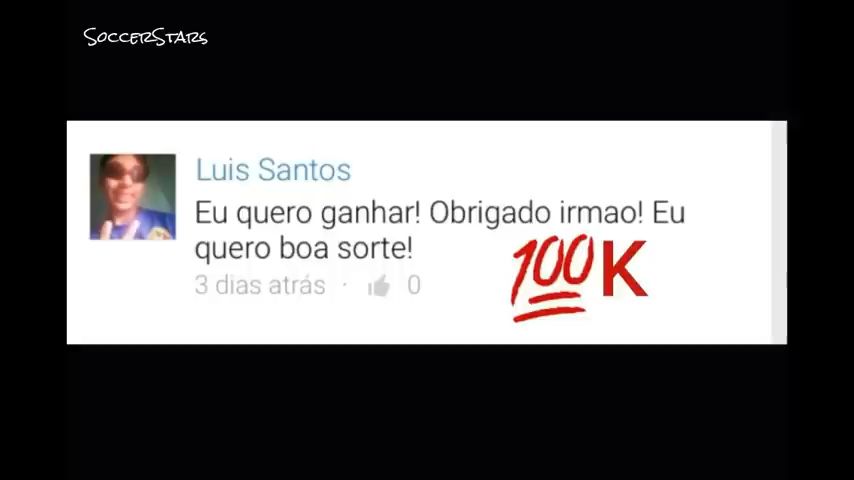 SoccerStars
Luis Santos
Eu quero ganhar! Obrigado irmao! Eu
quero boa sorte!
3 dias atrás · 0
100K